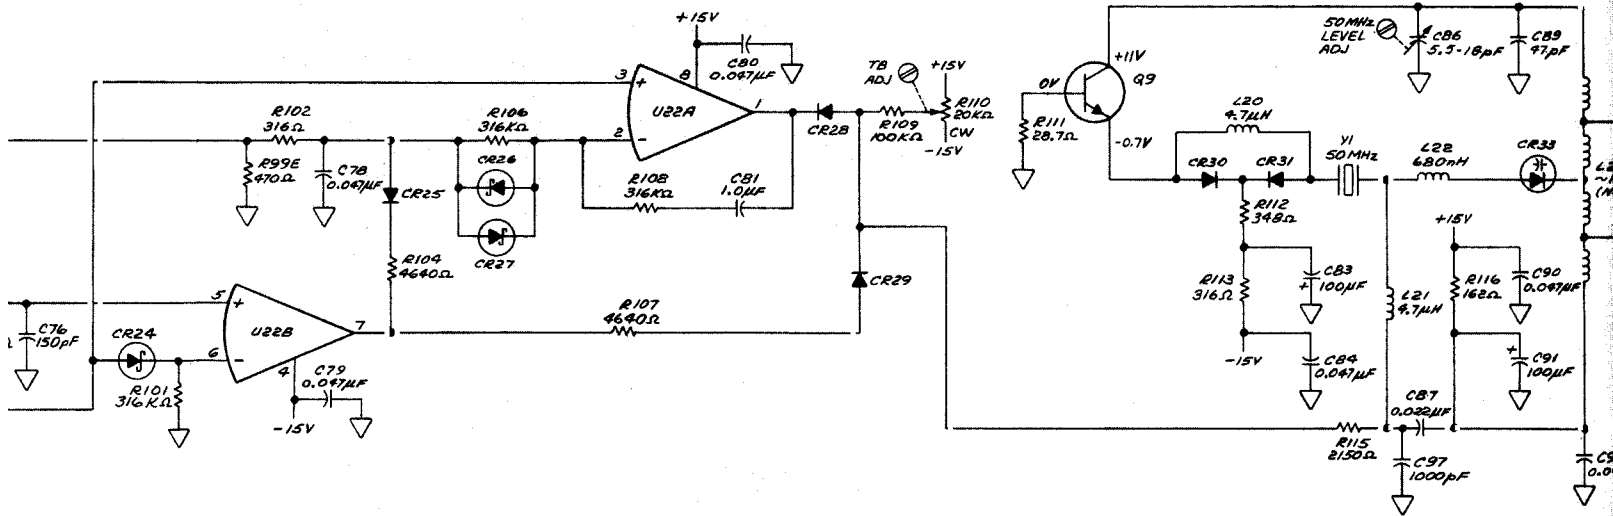 +15V
C80
0.047µF
3
+
8
U22A
1
2
−
R102
316Ω
R99E
470Ω
C78
0.047µF
R106
316KΩ
CR26
CR27
CR25
R104
4640Ω
R108
316KΩ
C81
1.0µF
CR28
TB
ADJ
R109
100KΩ
+15V
R110
20KΩ
CW
-15V
CR29
R107
4640Ω
C76
150pF
CR24
R101
316KΩ
5
+
U22B
7
6
−
4
C79
0.047µF
-15V
+11V
Q9
0V
R111
28.7Ω
-0.7V
L20
4.7µH
CR30
CR31
Y1
50MHz
R112
348Ω
R113
316Ω
C83
+
100µF
-15V
C84
0.047µF
50MHz
LEVEL
ADJ
C86
5.5-18pF
C89
47pF
L22
680nH
CR33
+15V
R116
162Ω
C90
0.047µF
+
C91
100µF
L21
4.7µH
C87
0.022µF
R115
2150Ω
C97
1000pF